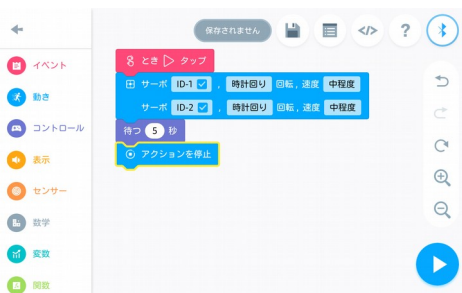 保存されません
</>
?
イベント
動き
コントロール
表示
センサー
数学
変数
関数
とき タップ
サーボ ID-1 , 時計回り 回転, 速度 中程度
サーボ ID-2 , 時計回り 回転, 速度 中程度
待つ 5 秒
アクションを停止